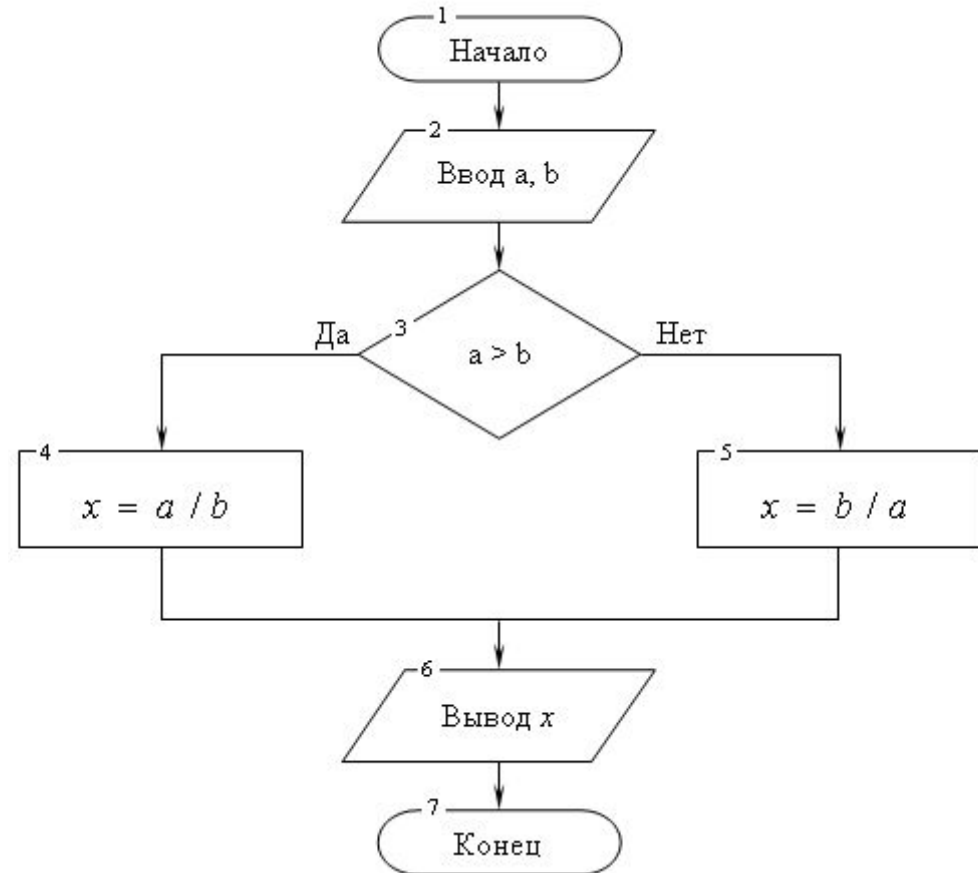 1
Начало
2
Ввод a, b
3
Да
a > b
Нет
4
x = a / b
5
x = b / a
6
Вывод x
7
Конец